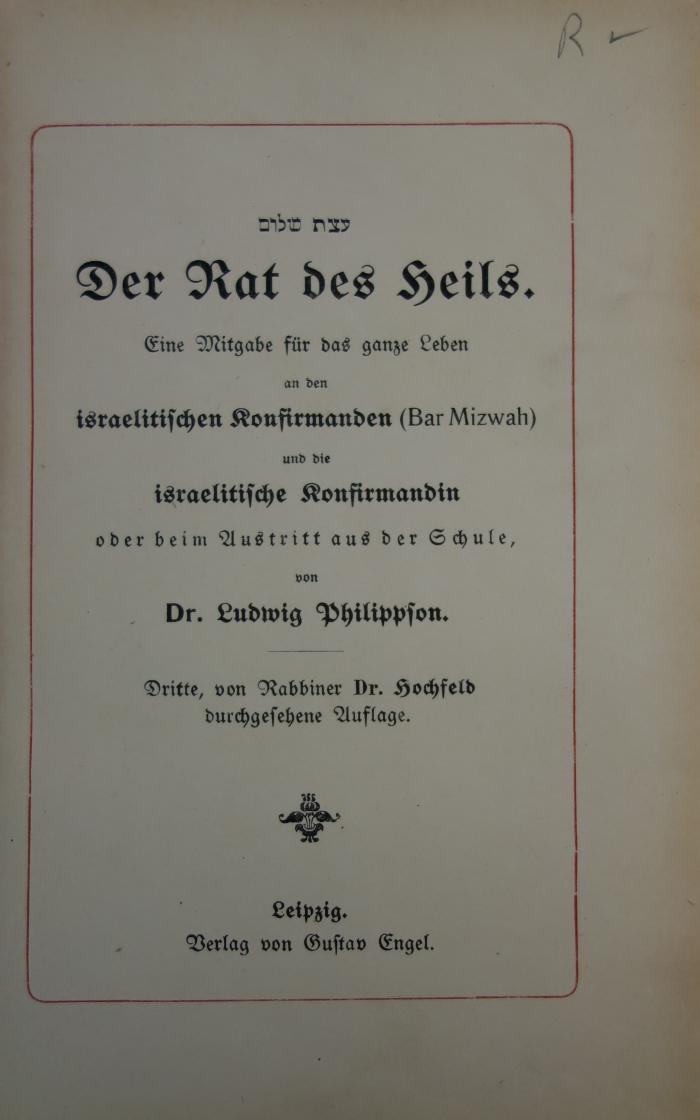 R ✓
עצת שלום
Der Rat des Heils.
Eine Mitgabe für das ganze Leben
an den
israelitiſchen Konfirmanden (Bar Mizwah)
und die
israelitiſche Konfirmandin
oder beim Austritt aus der Schule,
von
Dr. Ludwig Philippſon.
Dritte, von Rabbiner Dr. Hochfeld
durchgeſehene Auflage.
Leipzig.
Verlag von Guſtav Engel.